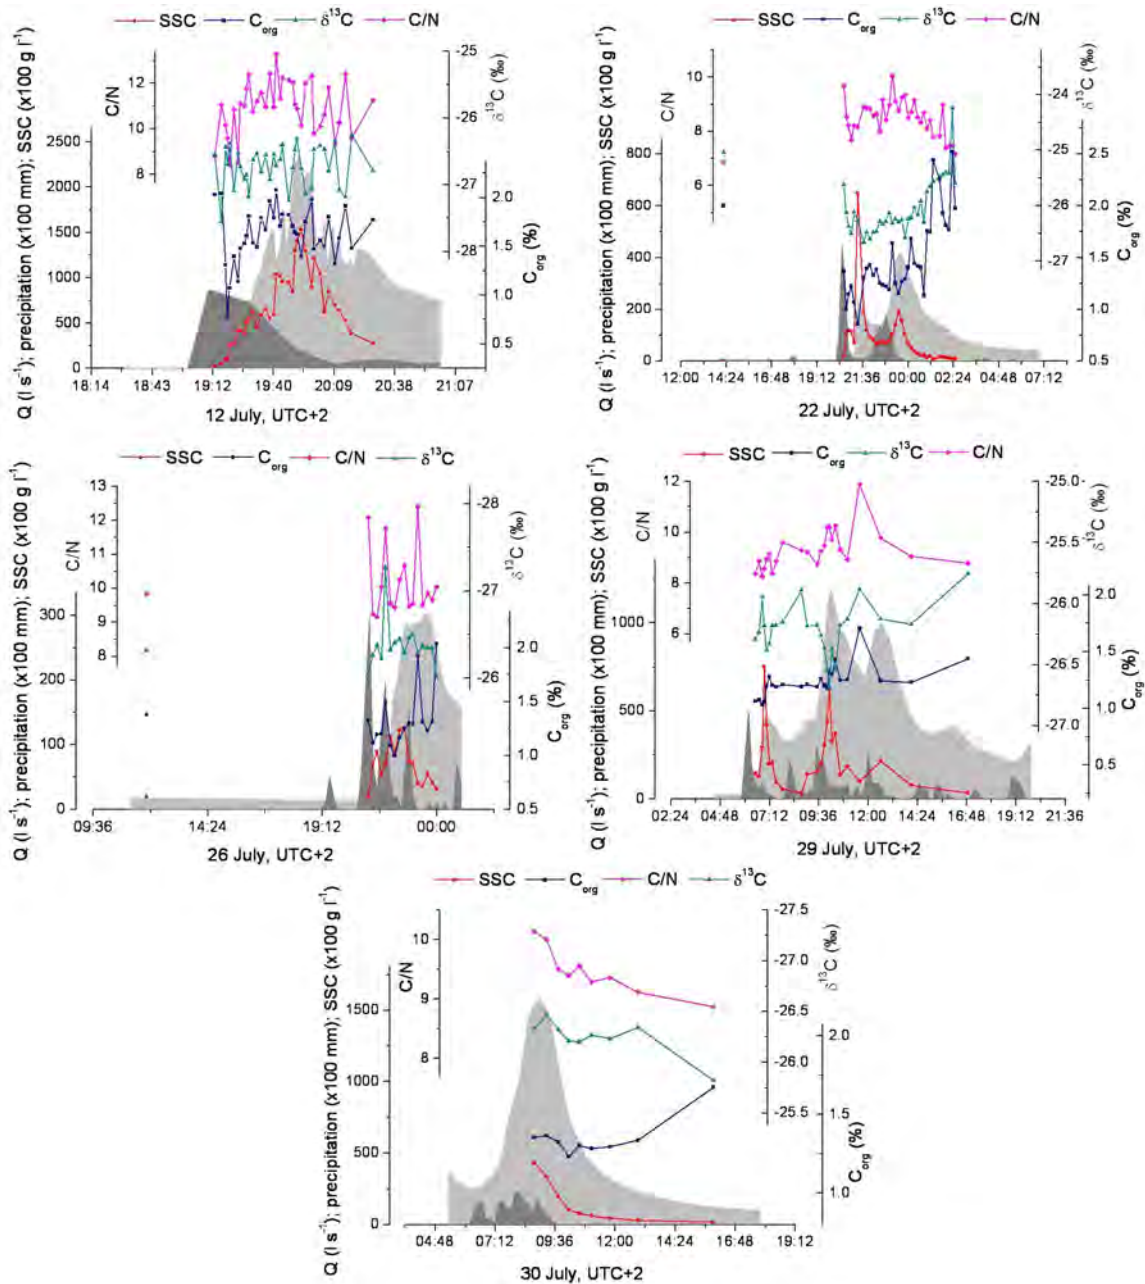 SSC C_org δ¹³C C/N
Q (l s⁻¹); precipitation (x100 mm); SSC (x100 g l⁻¹)
2500
2000
1500
1000
500
0
C/N
12
10
8
-25
-26
-27
-28
δ¹³C (‰)
2.0
1.5
1.0
0.5
C_org (%)
18:14 18:43 19:12 19:40 20:09 20:38 21:07
12 July, UTC+2
SSC C_org δ¹³C C/N
Q (l s⁻¹); precipitation (x100 mm); SSC (x100 g l⁻¹)
800
600
400
200
0
C/N
10
8
6
-24
-25
-26
-27
δ¹³C (‰)
2.5
2.0
1.5
1.0
0.5
C_org (%)
12:00 14:24 16:48 19:12 21:36 00:00 02:24 04:48 07:12
22 July, UTC+2
SSC C_org C/N δ¹³C
Q (l s⁻¹); precipitation (x100 mm); SSC (x100 g l⁻¹)
300
200
100
0
C/N
13
12
11
10
9
8
-28
-27
-26
δ¹³C (‰)
2.0
1.5
1.0
0.5
C_org (%)
09:36 14:24 19:12 00:00
26 July, UTC+2
SSC C_org δ¹³C C/N
Q (l s⁻¹); precipitation (x100 mm); SSC (x100 g l⁻¹)
1000
500
0
C/N
12
10
8
6
-25.0
-25.5
-26.0
-26.5
-27.0
δ¹³C (‰)
2.0
1.5
1.0
0.5
C_org (%)
02:24 04:48 07:12 09:36 12:00 14:24 16:48 19:12 21:36
29 July, UTC+2
SSC C_org C/N δ¹³C
Q (l s⁻¹); precipitation (x100 mm); SSC (x100 g l⁻¹)
1500
1000
500
0
C/N
10
9
8
-27.5
-27.0
-26.5
-26.0
-25.5
δ¹³C (‰)
2.0
1.5
1.0
C_org (%)
04:48 07:12 09:36 12:00 14:24 16:48 19:12
30 July, UTC+2